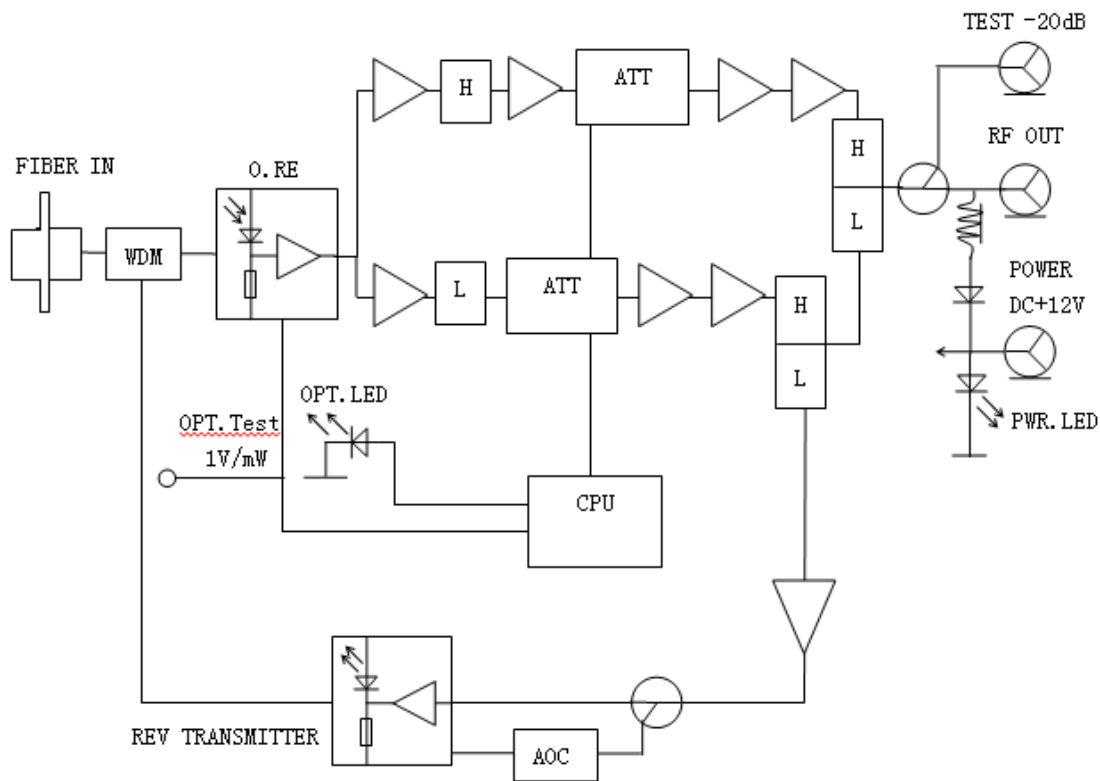 TEST -20dB
H
ATT
RF OUT
H
FIBER IN
O.RE
L
WDM
ATT
L
H
POWER
DC+12V
L
OPT.LED
OPT.Test
1V/mW
PWR.LED
CPU
REV TRANSMITTER
AOC